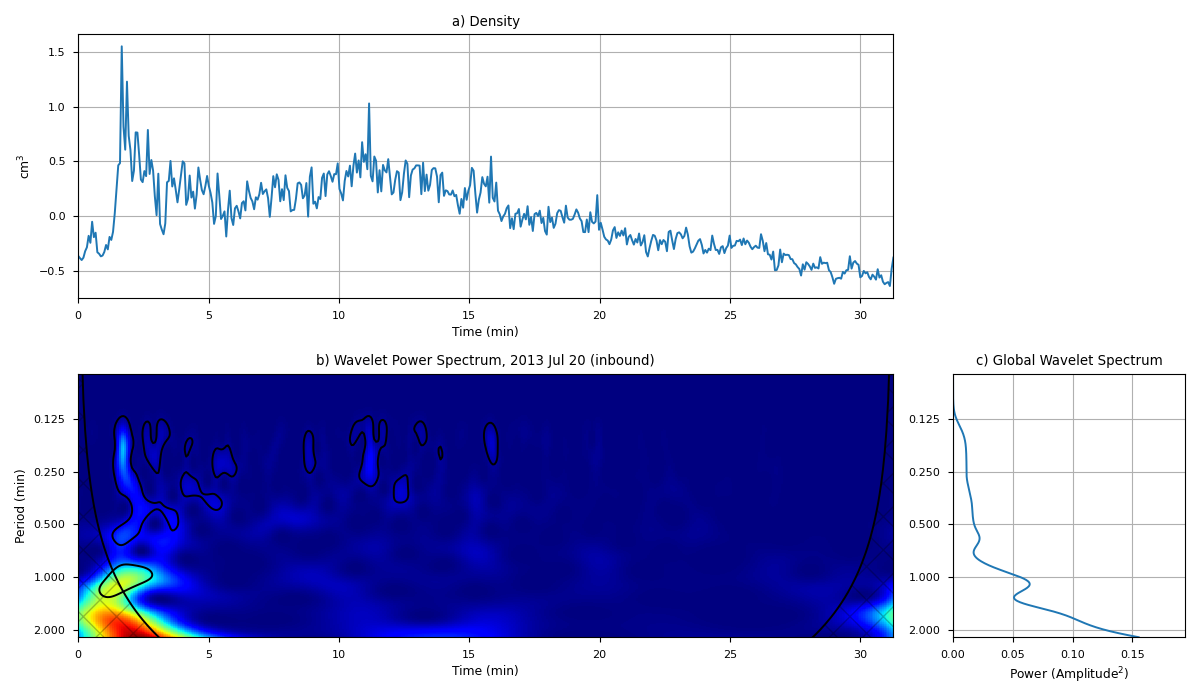 a) Density
1.5
1.0
0.5
0.0
−0.5
cm³
0 5 10 15 20 25 30
Time (min)
b) Wavelet Power Spectrum, 2013 Jul 20 (inbound)
0.125
0.250
0.500
1.000
2.000
Period (min)
0 5 10 15 20 25 30
Time (min)
c) Global Wavelet Spectrum
0.125
0.250
0.500
1.000
2.000
0.00 0.05 0.10 0.15
Power (Amplitude²)